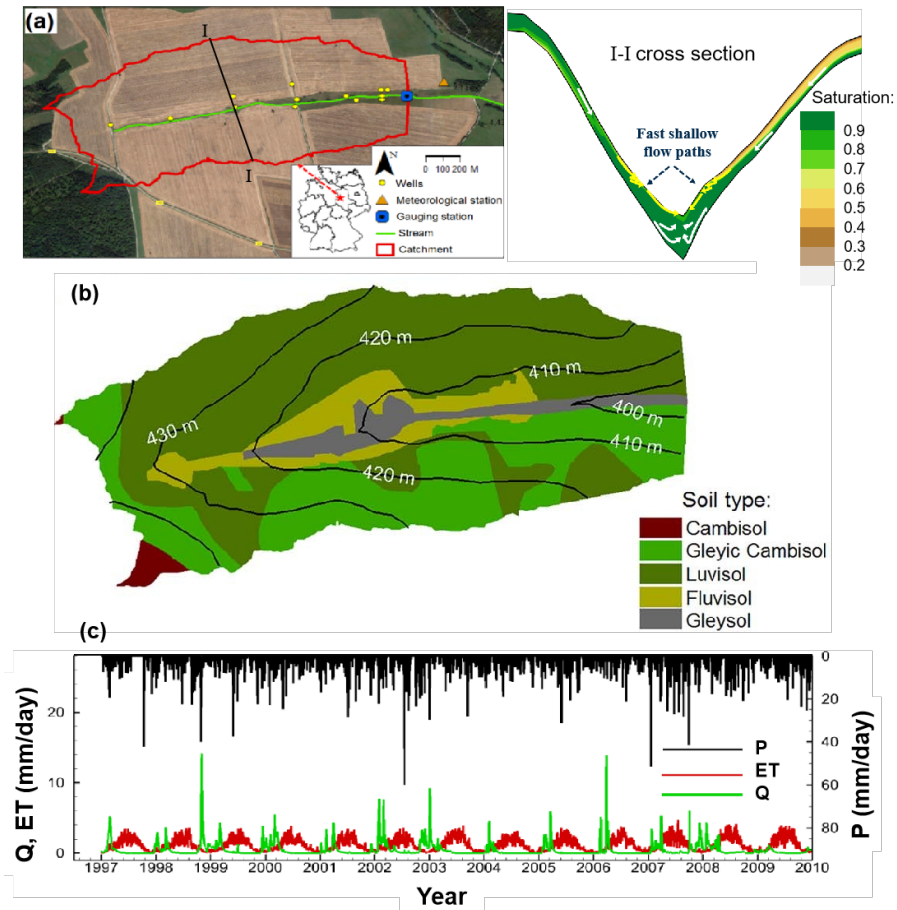 (a)
I
I
N
0 100 200 M
Wells
Meteorological station
Gauging station
Stream
Catchment
I-I cross section
Fast shallow
flow paths
Saturation:
0.9
0.8
0.7
0.6
0.5
0.4
0.3
0.2
(b)
420 m
410 m
430 m
400 m
410 m
420 m
Soil type:
Cambisol
Gleyic Cambisol
Luvisol
Fluvisol
Gleysol
(c)
Q, ET (mm/day)
20
10
0
0
20
40
60
80
P (mm/day)
P
ET
Q
1997 1998 1999 2000 2001 2002 2003 2004 2005 2006 2007 2008 2009 2010
Year